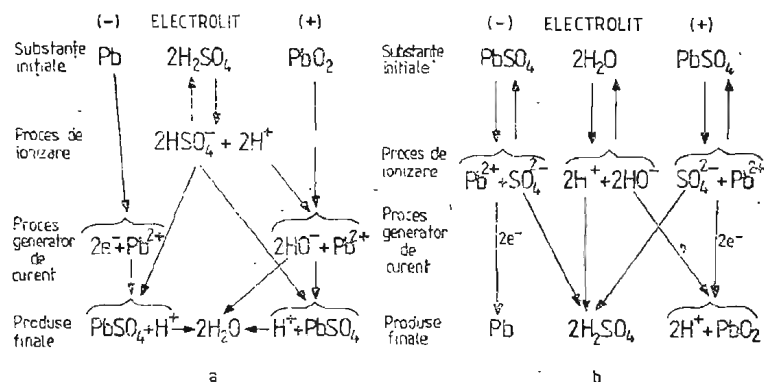 (-) ELECTROLIT (+)
Substanțe
inițiale
Pb 2H₂SO₄ PbO₂
Proces de
ionizare
2HSO₄⁻ + 2H⁺
Proces
generator
de
curent
2e⁻+Pb²⁺ 2HO⁻+Pb²⁺
Produse
finale
PbSO₄+H⁺ 2H₂O H⁺+PbSO₄
a
(-) ELECTROLIT (+)
Substanțe
inițiale
PbSO₄ 2H₂O PbSO₄
Proces de
ionizare
Pb²⁺+SO₄²⁻ 2H⁺+2HO⁻ SO₄²⁻+Pb²⁺
Proces
generator
de
curent
2e⁻ 2e⁻
Produse
finale
Pb 2H₂SO₄ 2H⁺+PbO₂
b